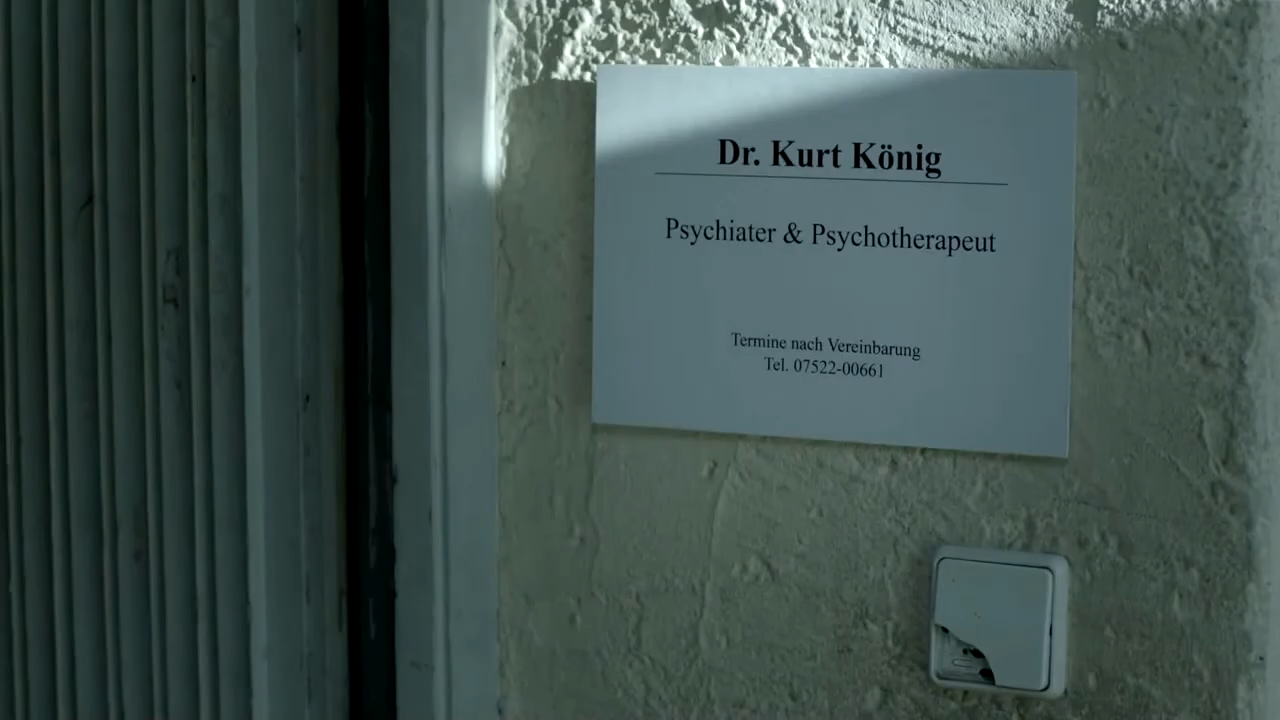 Dr. Kurt König
Psychiater & Psychotherapeut
Termine nach Vereinbarung
Tel. 07522-00661